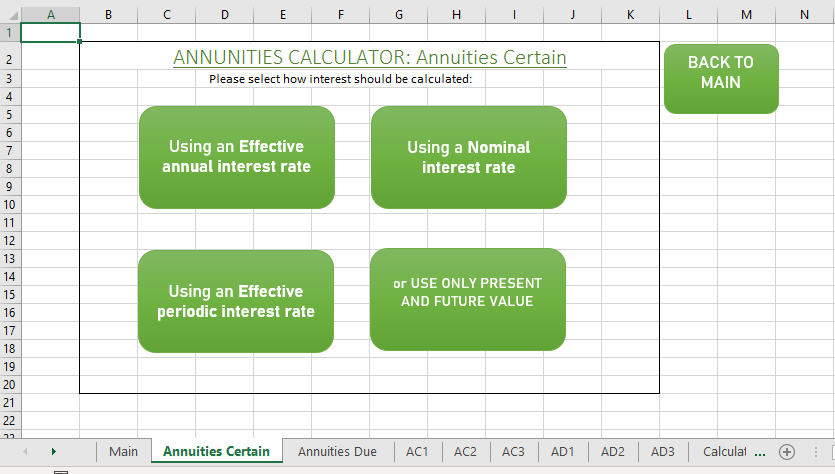 A B C D E F G H I J K L M N
1
2 ANNUNITIES CALCULATOR: Annuities Certain
3 Please select how interest should be calculated:
4
5
6
7
8
9
10
11
12
13
14
15
16
17
18
19
20
21
22
BACK TO
MAIN
Using an Effective
annual interest rate
Using a Nominal
interest rate
Using an Effective
periodic interest rate
or USE ONLY PRESENT
AND FUTURE VALUE
Main Annuities Certain Annuities Due AC1 AC2 AC3 AD1 AD2 AD3 Calculat ...